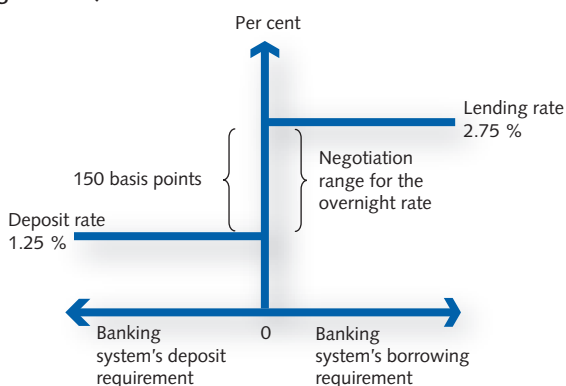 Per cent
Lending rate
2.75 %
Negotiation
range for the
overnight rate
150 basis points
Deposit rate
1.25 %
Banking
system's deposit
requirement
0
Banking
system's borrowing
requirement